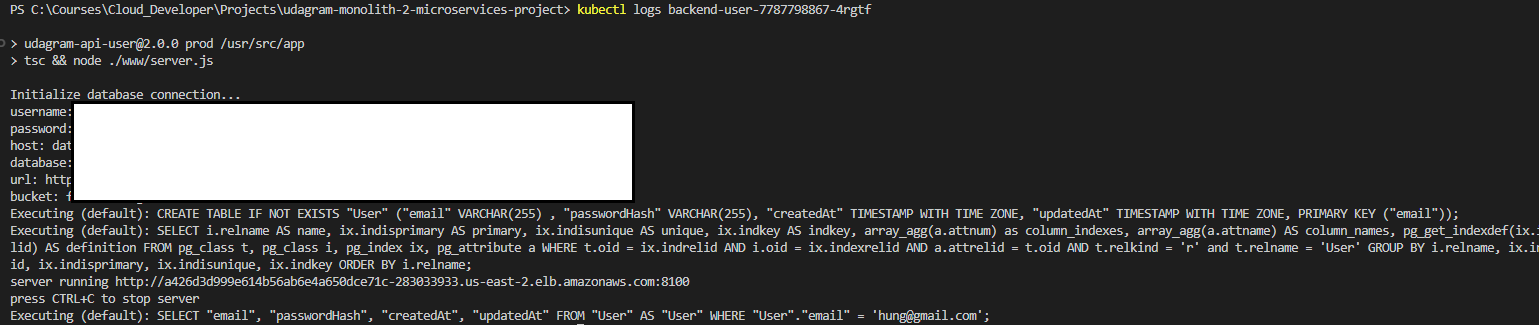 PS C:\Courses\Cloud_Developer\Projects\udagram-monolith-2-microservices-project> kubectl logs backend-user-7787798867-4rgtf
> udagram-api-user@2.0.0 prod /usr/src/app
> tsc && node ./www/server.js
Initialize database connection...
username:
password:
host: dat
database:
url: http
bucket: f
Executing (default): CREATE TABLE IF NOT EXISTS "User" ("email" VARCHAR(255) , "passwordHash" VARCHAR(255), "createdAt" TIMESTAMP WITH TIME ZONE, "updatedAt" TIMESTAMP WITH TIME ZONE, PRIMARY KEY ("email"));
Executing (default): SELECT i.relname AS name, ix.indisprimary AS primary, ix.indisunique AS unique, ix.indkey AS indkey, array_agg(a.attnum) as column_indexes, array_agg(a.attname) AS column_names, pg_get_indexdef(ix.i
lid) AS definition FROM pg_class t, pg_class i, pg_index ix, pg_attribute a WHERE t.oid = ix.indrelid AND i.oid = ix.indexrelid AND a.attrelid = t.oid AND t.relkind = 'r' and t.relname = 'User' GROUP BY i.relname, ix.in
id, ix.indisprimary, ix.indisunique, ix.indkey ORDER BY i.relname;
server running http://a426d3d999e614b56ab6e4a650dce71c-283033933.us-east-2.elb.amazonaws.com:8100
press CTRL+C to stop server
Executing (default): SELECT "email", "passwordHash", "createdAt", "updatedAt" FROM "User" AS "User" WHERE "User"."email" = 'hung@gmail.com';